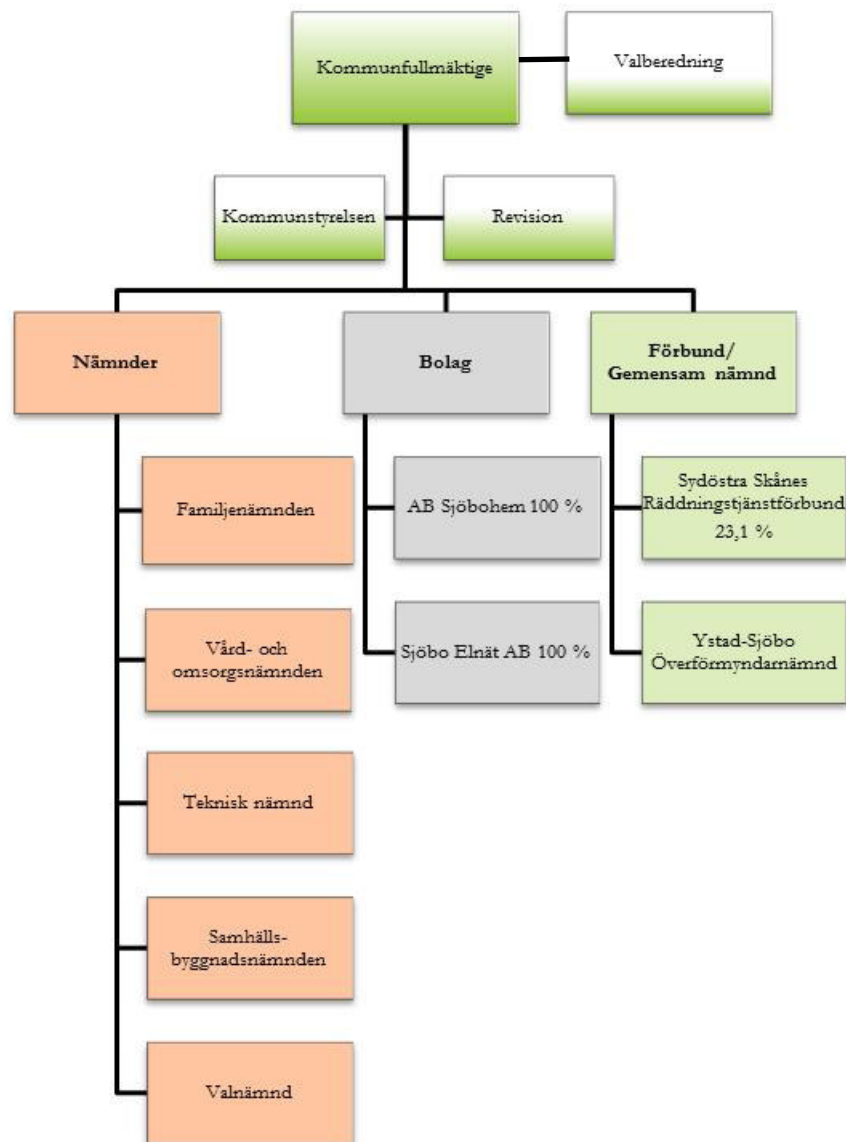 Kommunfullmäktige
Valberedning
Kommunstyrelsen
Revision
Nämnder
Bolag
Förbund/
Gemensam nämnd
Familjenämnden
AB Sjöbohem 100 %
Sydöstra Skånes
Räddningstjänstförbund
23,1 %
Vård- och
omsorgsnämnden
Sjöbo Elnät AB 100 %
Ystad-Sjöbo
Överförmyndarnämnd
Teknisk nämnd
Samhälls-
byggnadsnämnden
Valnämnd